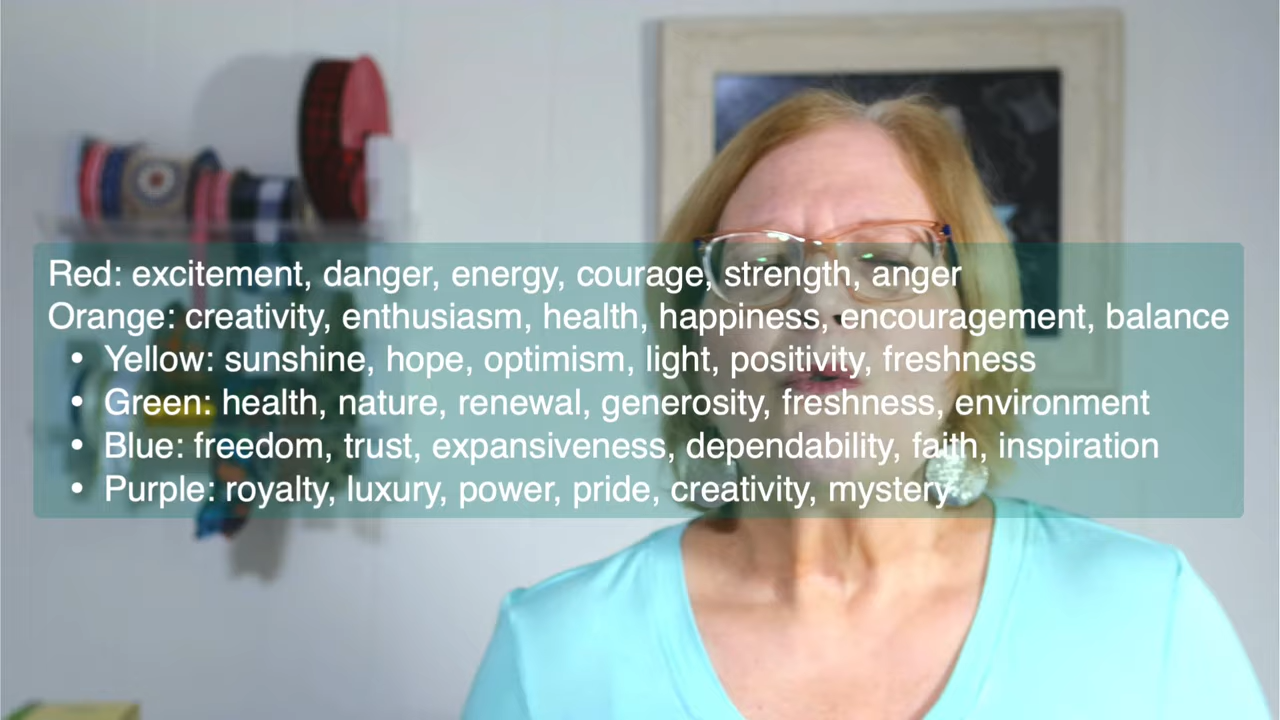 Red: excitement, danger, energy, courage, strength, anger
Orange: creativity, enthusiasm, health, happiness, encouragement, balance
• Yellow: sunshine, hope, optimism, light, positivity, freshness
• Green: health, nature, renewal, generosity, freshness, environment
• Blue: freedom, trust, expansiveness, dependability, faith, inspiration
• Purple: royalty, luxury, power, pride, creativity, mystery